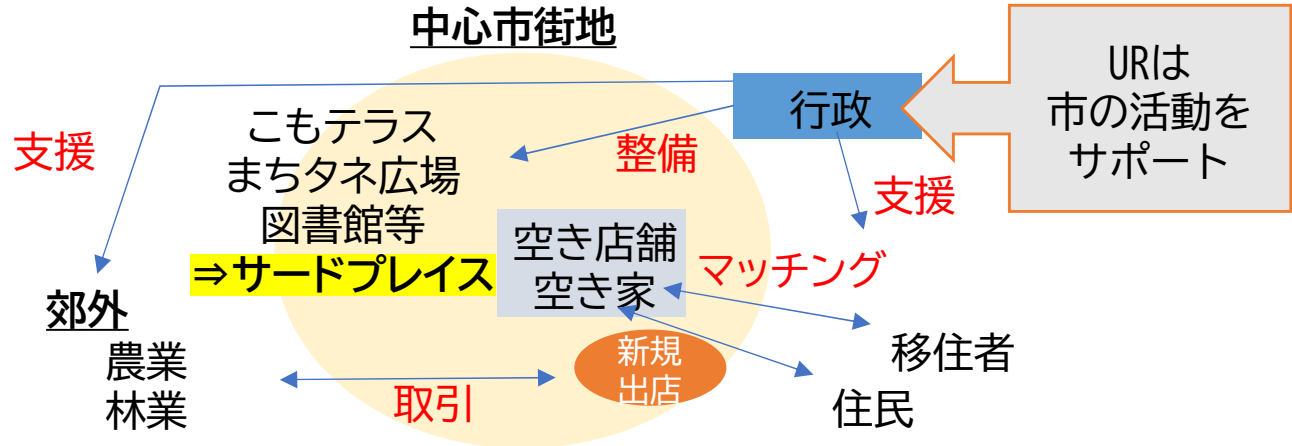 中心市街地
URは
市の活動を
サポート
行政
こもテラス
まちタネ広場
図書館等
⇒サードプレイス
支援
整備
支援
空き店舗
空き家
マッチング
郊外
農業
林業
取引
新規
出店
移住者
住民